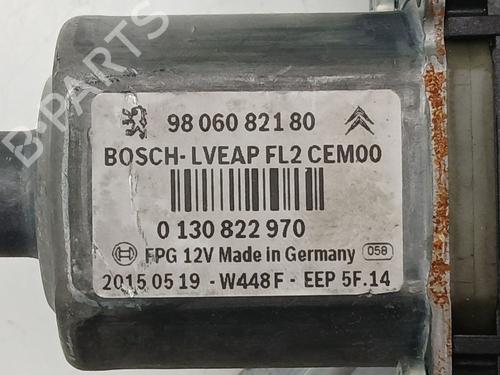 98 060 821 80
BOSCH- LVEAP FL2 CEM00
0 130 822 970
FPG 12V Made in Germany 058
2015 05 19 - W448F - EEP 5F.14
B-PARTS